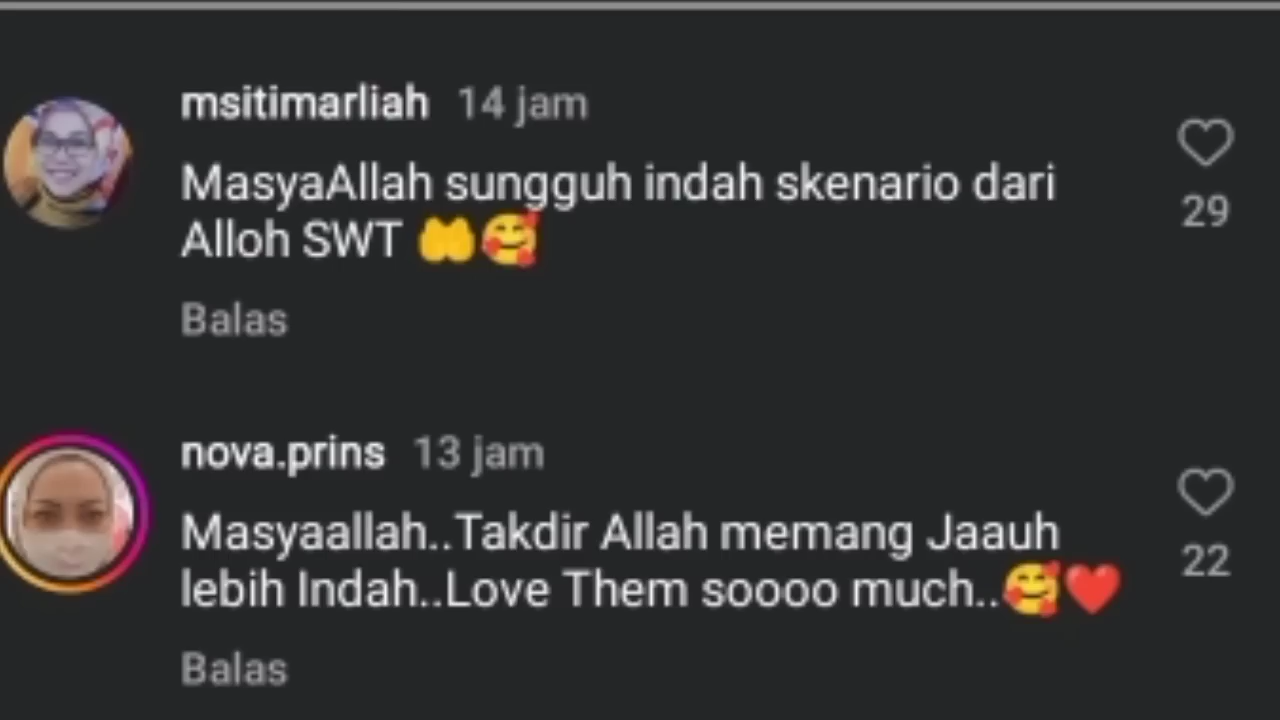 msitimarliah 14 jam
MasyaAllah sungguh indah skenario dari
Alloh SWT 🤲🥰
29
Balas
nova.prins 13 jam
Masyaallah..Takdir Allah memang Jaauh
lebih Indah..Love Them soooo much..🥰❤️
22
Balas